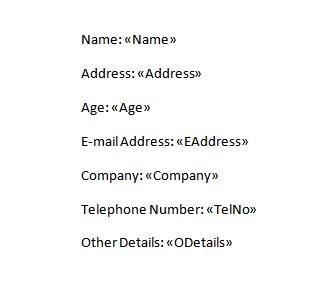 Name: «Name»
Address: «Address»
Age: «Age»
E-mail Address: «EAddress»
Company: «Company»
Telephone Number: «TelNo»
Other Details: «ODetails»